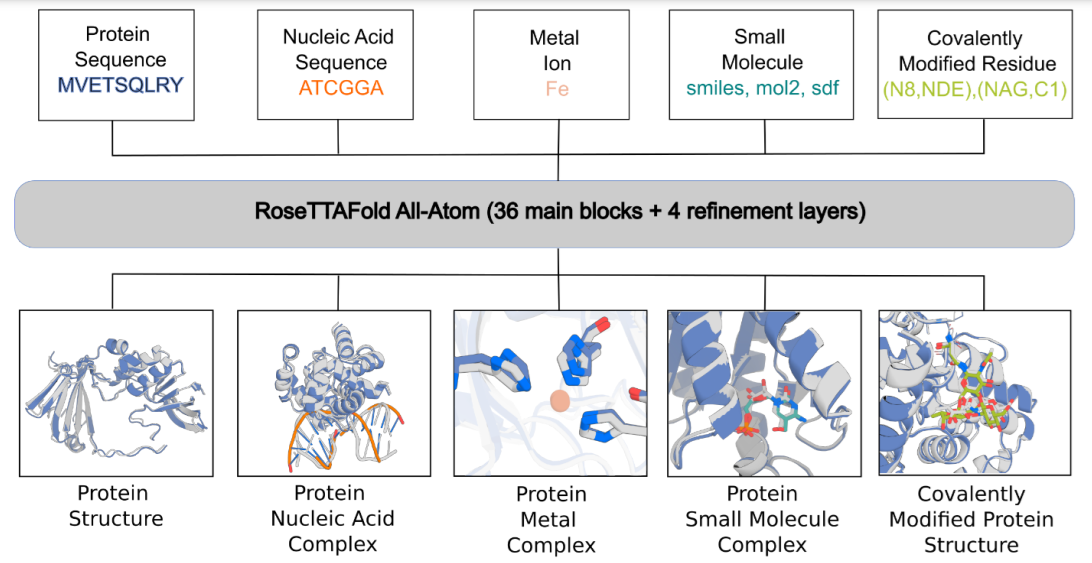 Protein
Sequence
MVETSQLRY
Nucleic Acid
Sequence
ATCGGA
Metal
Ion
Fe
Small
Molecule
smiles, mol2, sdf
Covalently
Modified Residue
(N8,NDE),(NAG,C1)
RoseTTAFold All-Atom (36 main blocks + 4 refinement layers)
Protein
Structure
Protein
Nucleic Acid
Complex
Protein
Metal
Complex
Protein
Small Molecule
Complex
Covalently
Modified Protein
Structure